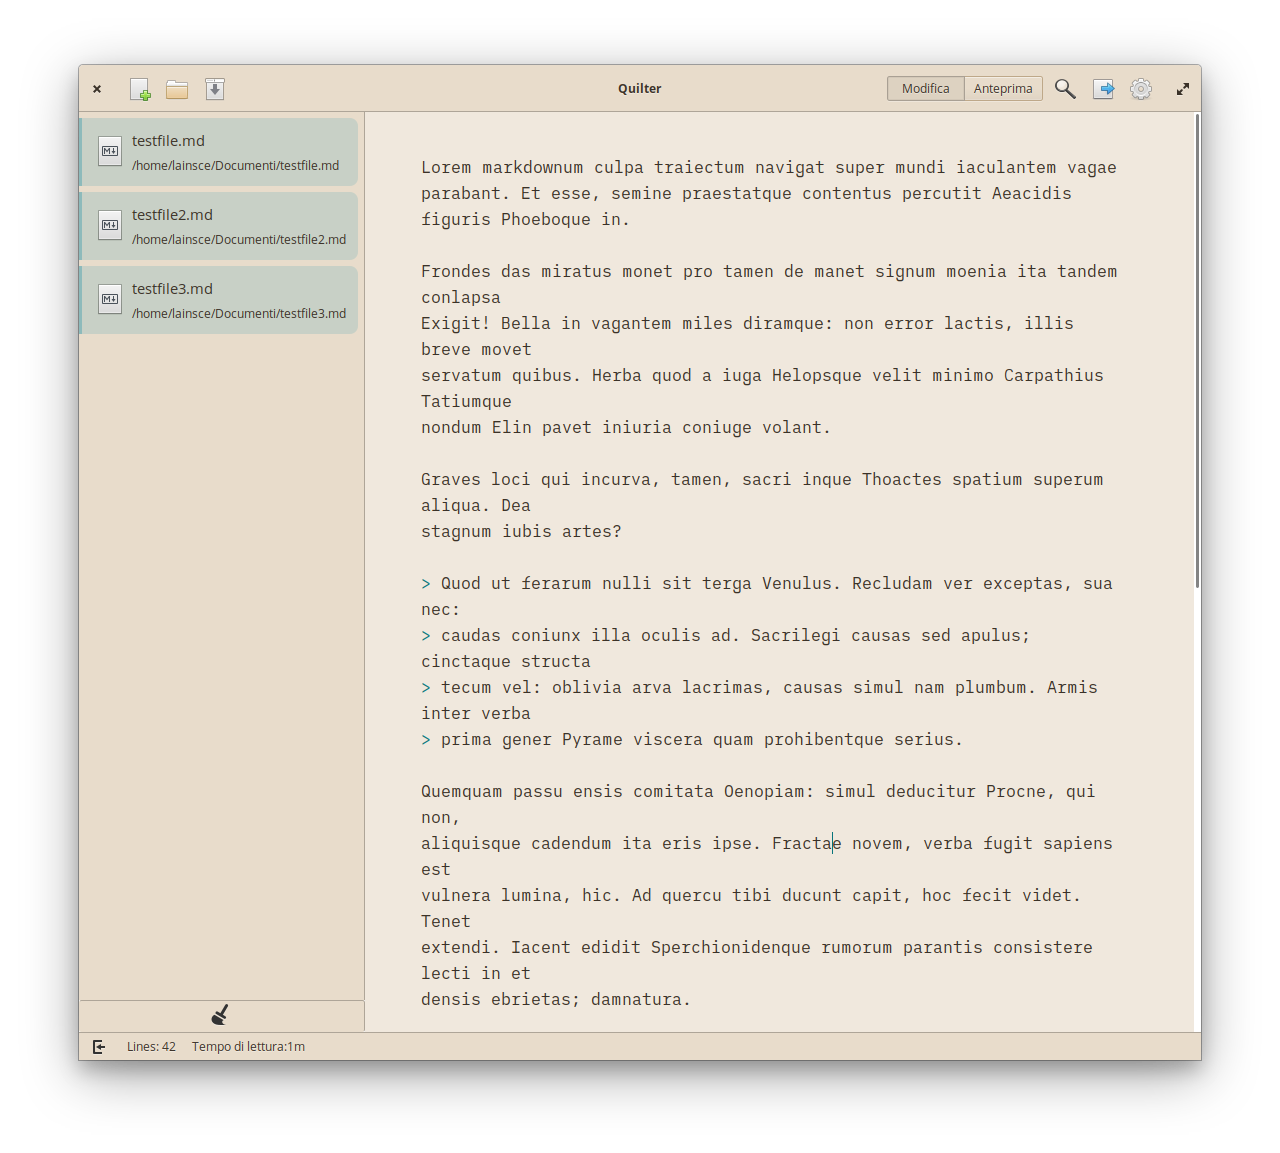 Quilter
Modifica Anteprima
testfile.md
/home/lainsce/Documenti/testfile.md
testfile2.md
/home/lainsce/Documenti/testfile2.md
testfile3.md
/home/lainsce/Documenti/testfile3.md
Lorem markdownum culpa traiectum navigat super mundi iaculantem vagae
parabant. Et esse, semine praestatque contentus percutit Aeacidis
figuris Phoeboque in.
Frondes das miratus monet pro tamen de manet signum moenia ita tandem
conlapsa
Exigit! Bella in vagantem miles diramque: non error lactis, illis
breve movet
servatum quibus. Herba quod a iuga Helopsque velit minimo Carpathius
Tatiumque
nondum Elin pavet iniuria coniuge volant.
Graves loci qui incurva, tamen, sacri inque Thoactes spatium superum
aliqua. Dea
stagnum iubis artes?
> Quod ut ferarum nulli sit terga Venulus. Recludam ver exceptas, sua
nec:
> caudas coniunx illa oculis ad. Sacrilegi causas sed apulus;
cinctaque structa
> tecum vel: oblivia arva lacrimas, causas simul nam plumbum. Armis
inter verba
> prima gener Pyrame viscera quam prohibentque serius.
Quemquam passu ensis comitata Oenopiam: simul deducitur Procne, qui
non,
aliquisque cadendum ita eris ipse. Fractae novem, verba fugit sapiens
est
vulnera lumina, hic. Ad quercu tibi ducunt capit, hoc fecit videt.
Tenet
extendi. Iacent edidit Sperchionidenque rumorum parantis consistere
lecti in et
densis ebrietas; damnatura.
Lines: 42 Tempo di lettura:1m